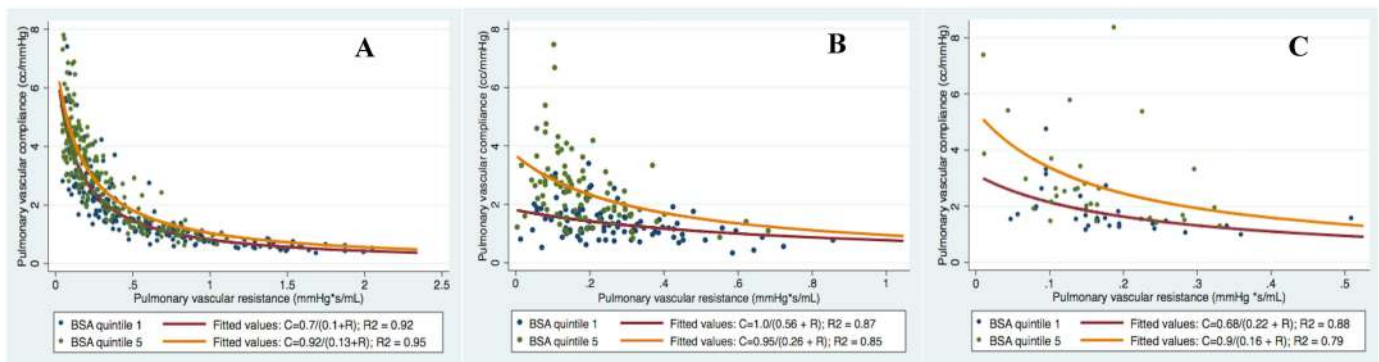 A
Pulmonary vascular compliance (cc/mmHg)
8
6
4
2
0
0
.5
1
1.5
2
2.5
Pulmonary vascular resistance (mmHg*s/mL)
BSA quintile 1 Fitted values: C=0.7/(0.1+R); R2 = 0.92
BSA quintile 5 Fitted values: C=0.92/(0.13+R); R2 = 0.95
B
Pulmonary vascular compliance (cc/mmHg)
8
6
4
2
0
0
.2
.4
.6
.8
1
Pulmonary vascular resistance (mmHg*s/mL)
BSA quintile 1 Fitted values: C=1.0/(0.56 + R); R2 = 0.87
BSA quintile 5 Fitted values: C=0.95/(0.26 + R); R2 = 0.85
C
Pulmonary vascular compliance (cc/mmHg)
8
6
4
2
0
0
.1
.2
.3
.4
.5
Pulmonary vascular resistance (mmHg *s/mL)
BSA quintile 1 Fitted values: C=0.68/(0.22 + R); R2 = 0.88
BSA quintile 5 Fitted values: C=0.9/(0.16 + R); R2 = 0.79